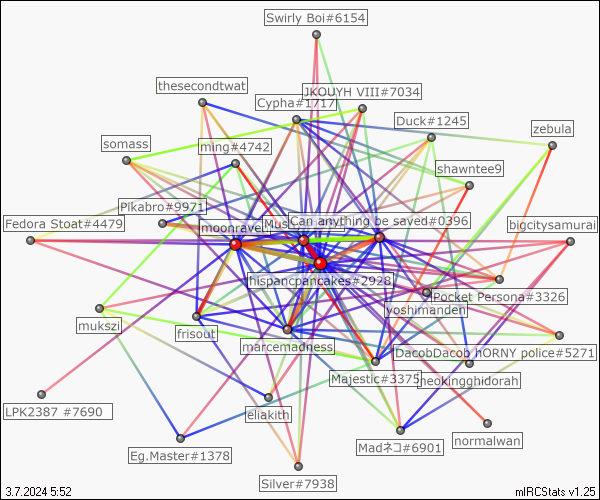 Swirly Boi#6154
thesecondtwat
JKOUYH VIII#7034
Cypha#1717
Duck#1245
zebula
somass
ming#4742
shawntee9
Pikabro#9971
Fedora Stoat#4479
moonravel
Mus
Can anything be saved#0396
bigcitysamurai
hispancpancakes#2928
Pocket Persona#3326
yoshimanden
mukszi
frisout
marcemadness
DacobDacob
hORNY police#5271
Majestic#3375
neokingghidorah
LPK2387 #7690
eliakith
normalwan
Madネコ#6901
Eg.Master#1378
Silver#7938
3.7.2024 5:52
mIRCStats v1.25